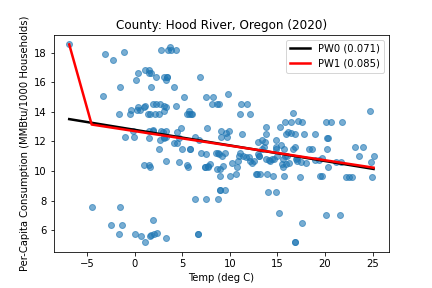 County: Hood River, Oregon (2020)
Per-Capita Consumption (MMBtu/1000 Households)
PW0 (0.071)
PW1 (0.085)
18
16
14
12
10
8
6
−5
0
5
10
15
20
25
Temp (deg C)